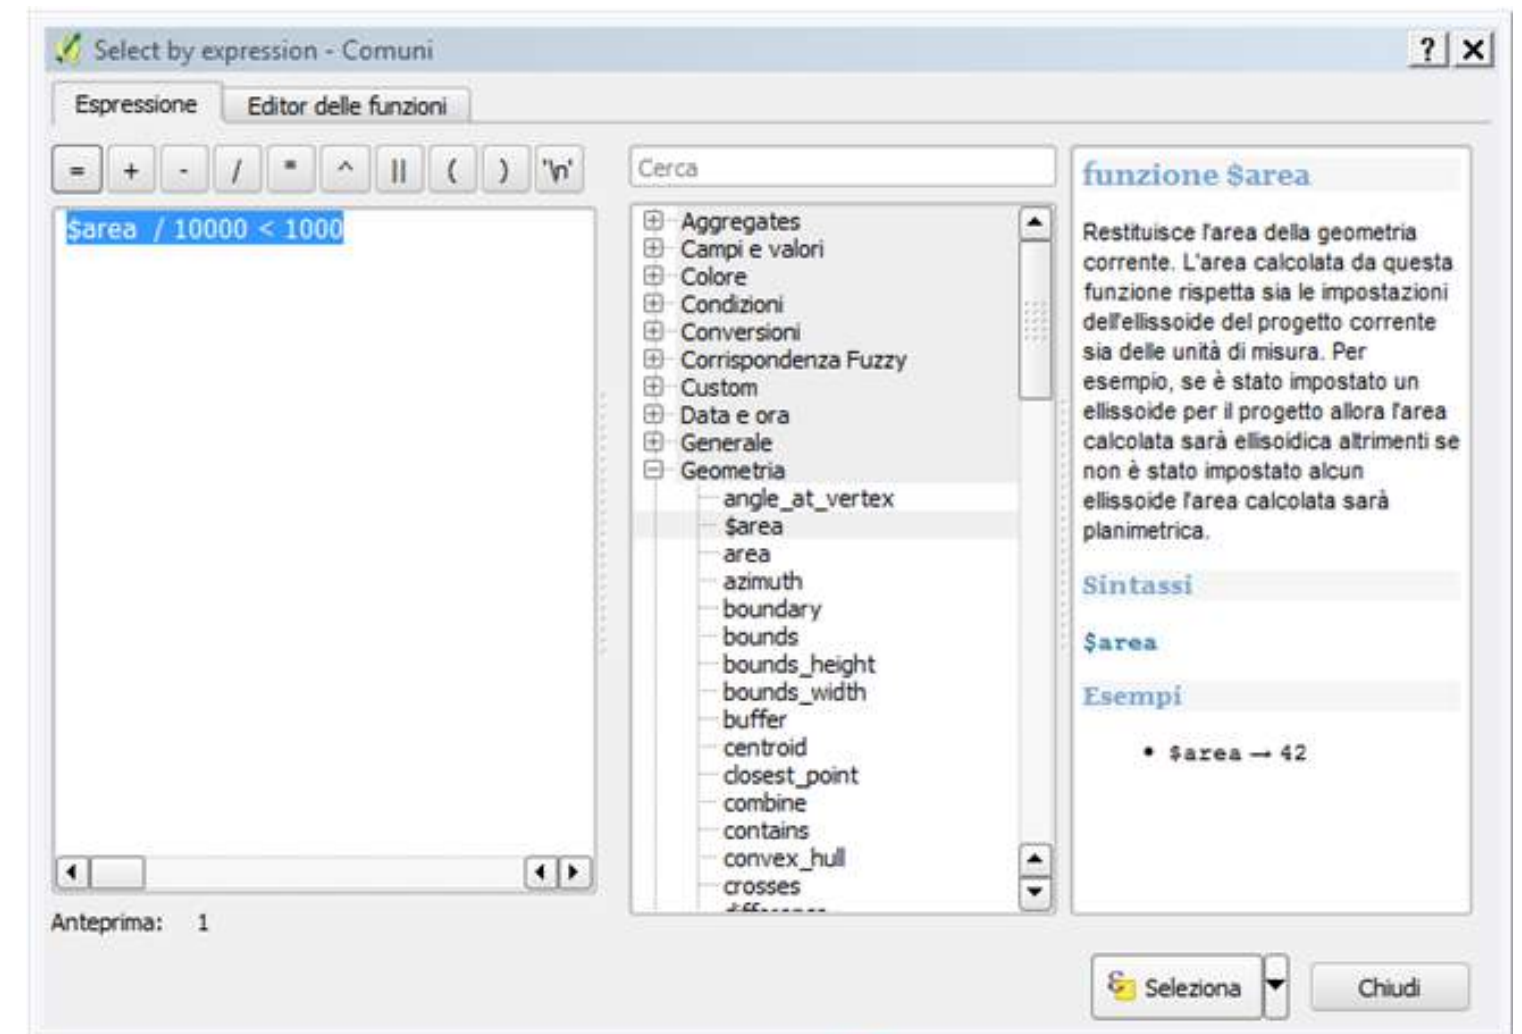 Select by expression - Comuni
? X
Espressione Editor delle funzioni
= + - / * ^ || ( ) '\n'
$area / 10000 < 1000
Anteprima: 1
Cerca
Aggregates
Campi e valori
Colore
Condizioni
Conversioni
Corrispondenza Fuzzy
Custom
Data e ora
Generale
Geometria
angle_at_vertex
$area
area
azimuth
boundary
bounds
bounds_height
bounds_width
buffer
centroid
closest_point
combine
contains
convex_hull
crosses
funzione $area
Restituisce l'area della geometria
corrente. L'area calcolata da questa
funzione rispetta sia le impostazioni
dell'ellissoide del progetto corrente
sia delle unità di misura. Per
esempio, se è stato impostato un
ellissoide per il progetto allora l'area
calcolata sarà ellisoidica altrimenti se
non è stato impostato alcun
ellissoide l'area calcolata sarà
planimetrica.
Sintassi
$area
Esempi
• $area → 42
Seleziona
Chiudi